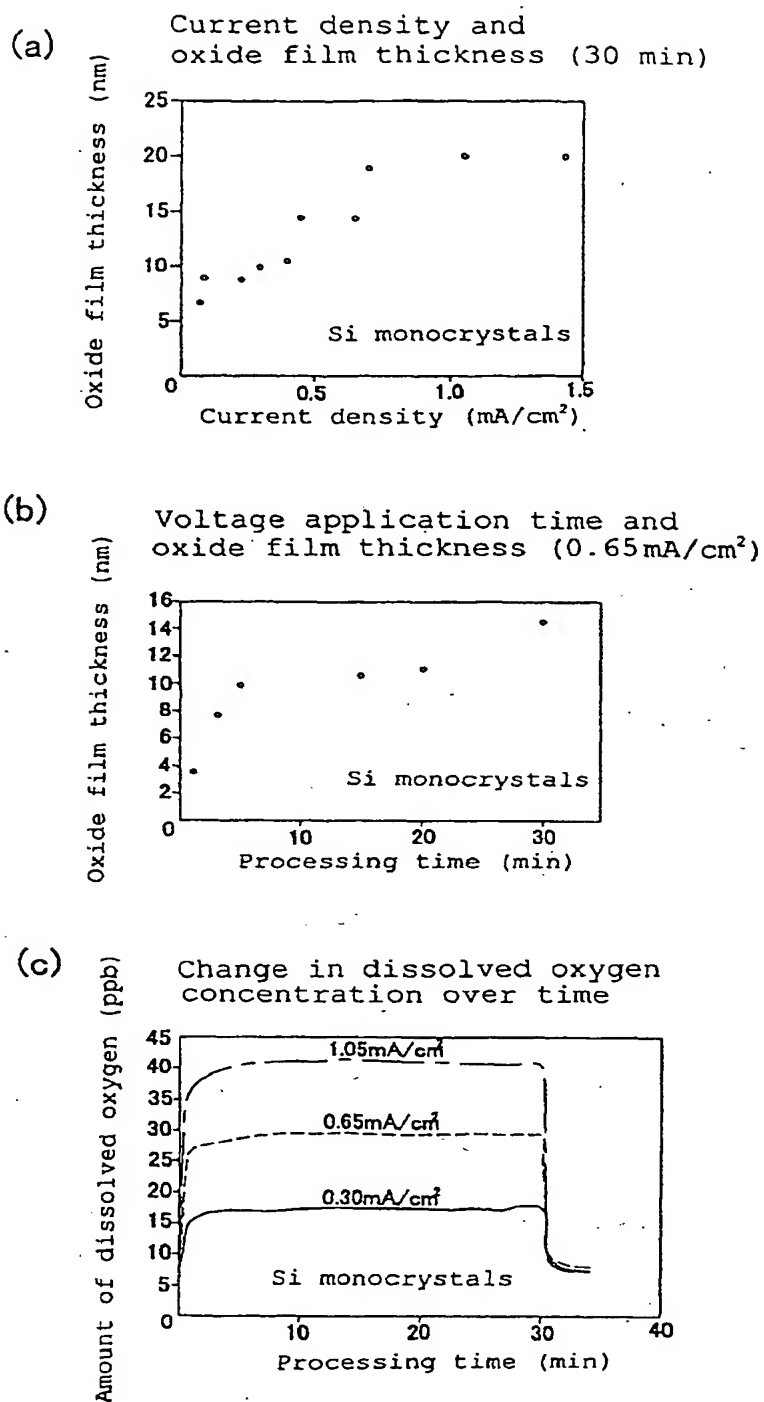 (a)
Current density and
oxide film thickness (30 min)
Oxide film thickness (nm)
25
20
15
10
5
0
0.5
1.0
1.5
Si monocrystals
Current density (mA/cm²)
(b)
Voltage application time and
oxide film thickness (0.65mA/cm²)
Oxide film thickness (nm)
16
14
12
10
8
6
4
2
0
10
20
30
Si monocrystals
Processing time (min)
(c)
Change in dissolved oxygen
concentration over time
Amount of dissolved oxygen (ppb)
45
40
35
30
25
20
15
10
5
0
10
20
30
40
1.05mA/cm²
0.65mA/cm²
0.30mA/cm²
Si monocrystals
Processing time (min)